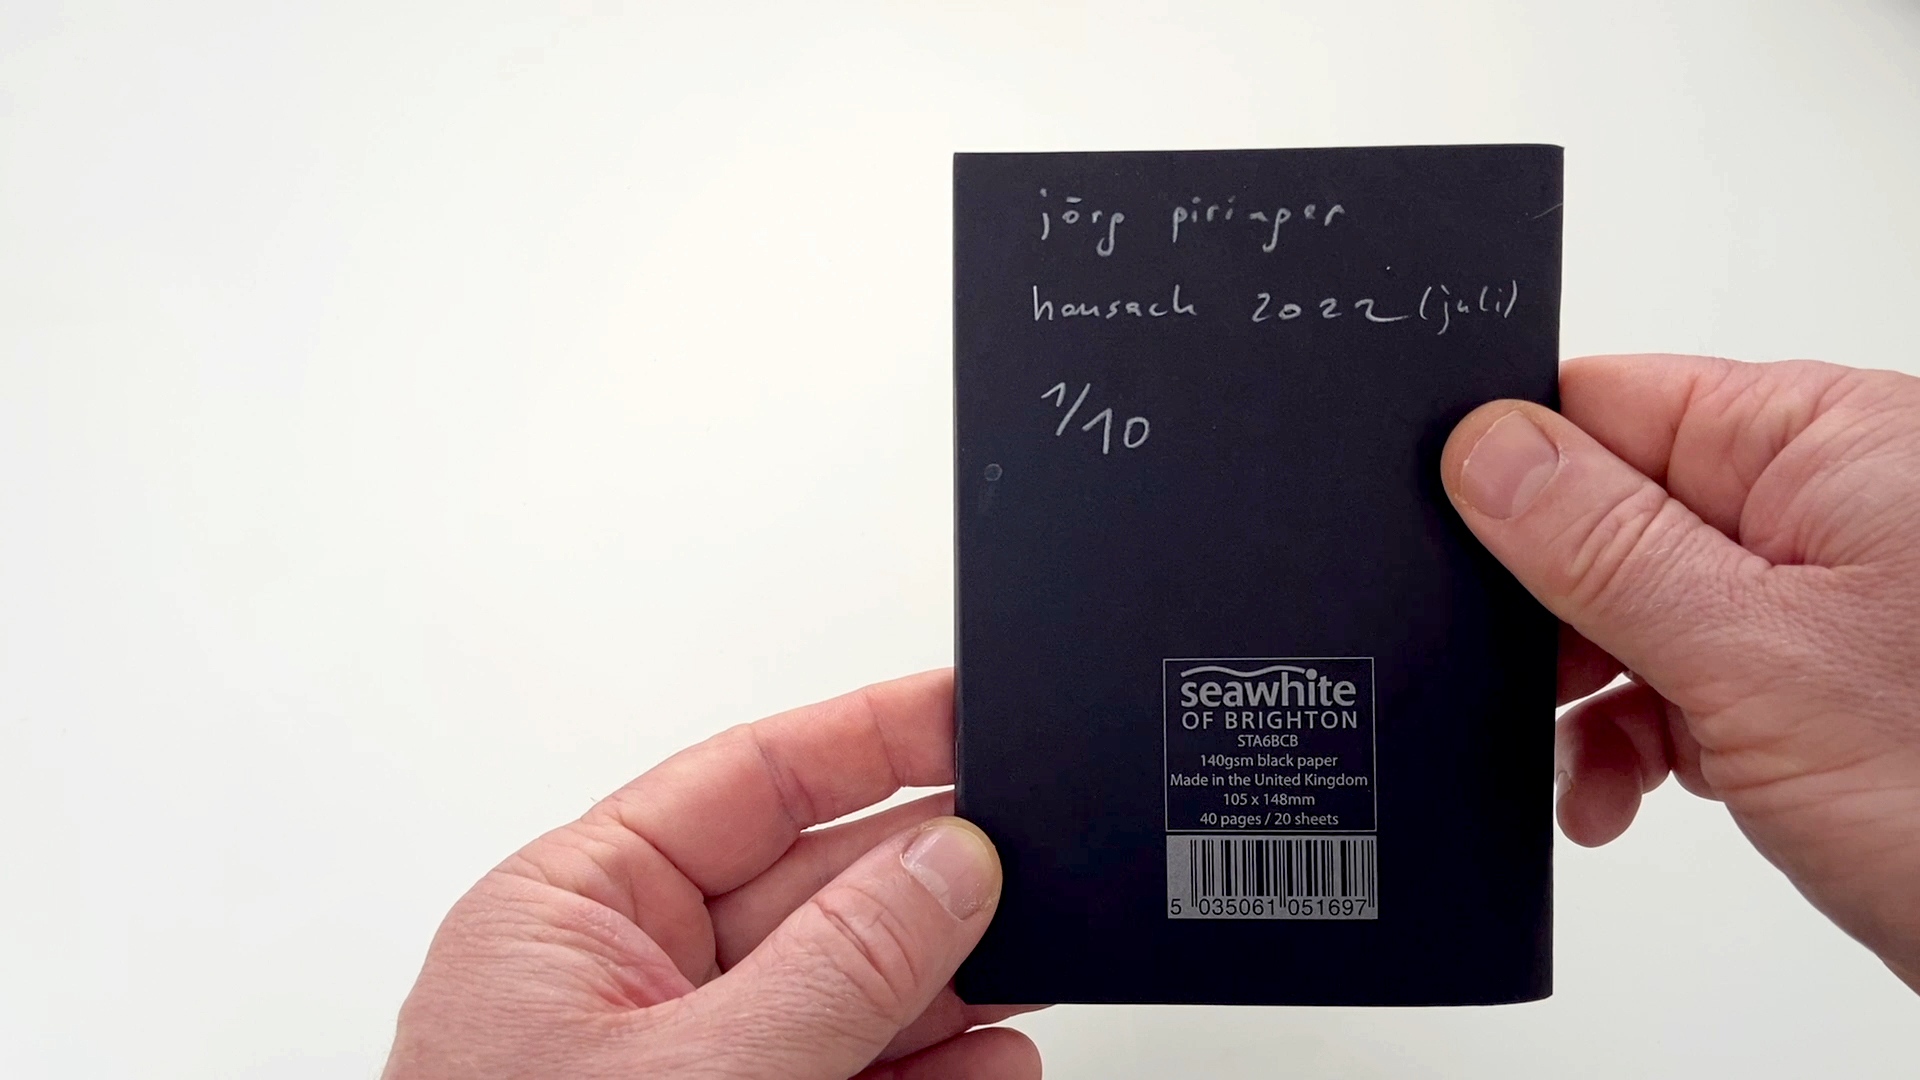 jörg piringer
hausach 2022 (juli)
1/10
seawhite
OF BRIGHTON
STA6BCB
140gsm black paper
Made in the United Kingdom
105 x 148mm
40 pages / 20 sheets
5 035061 051697